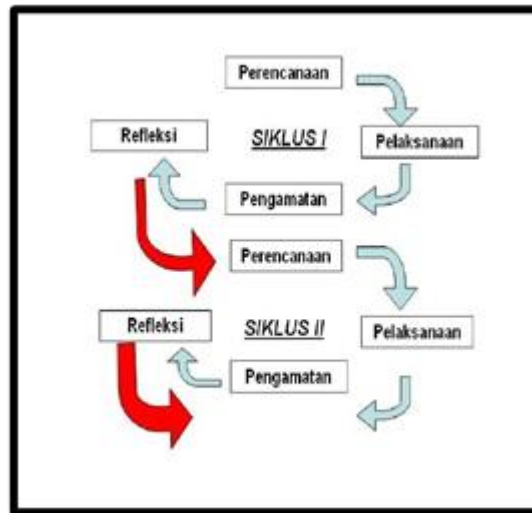 Perencanaan
Refleksi
SIKLUS I
Pelaksanaan
Pengamatan
Perencanaan
Refleksi
SIKLUS II
Pelaksanaan
Pengamatan